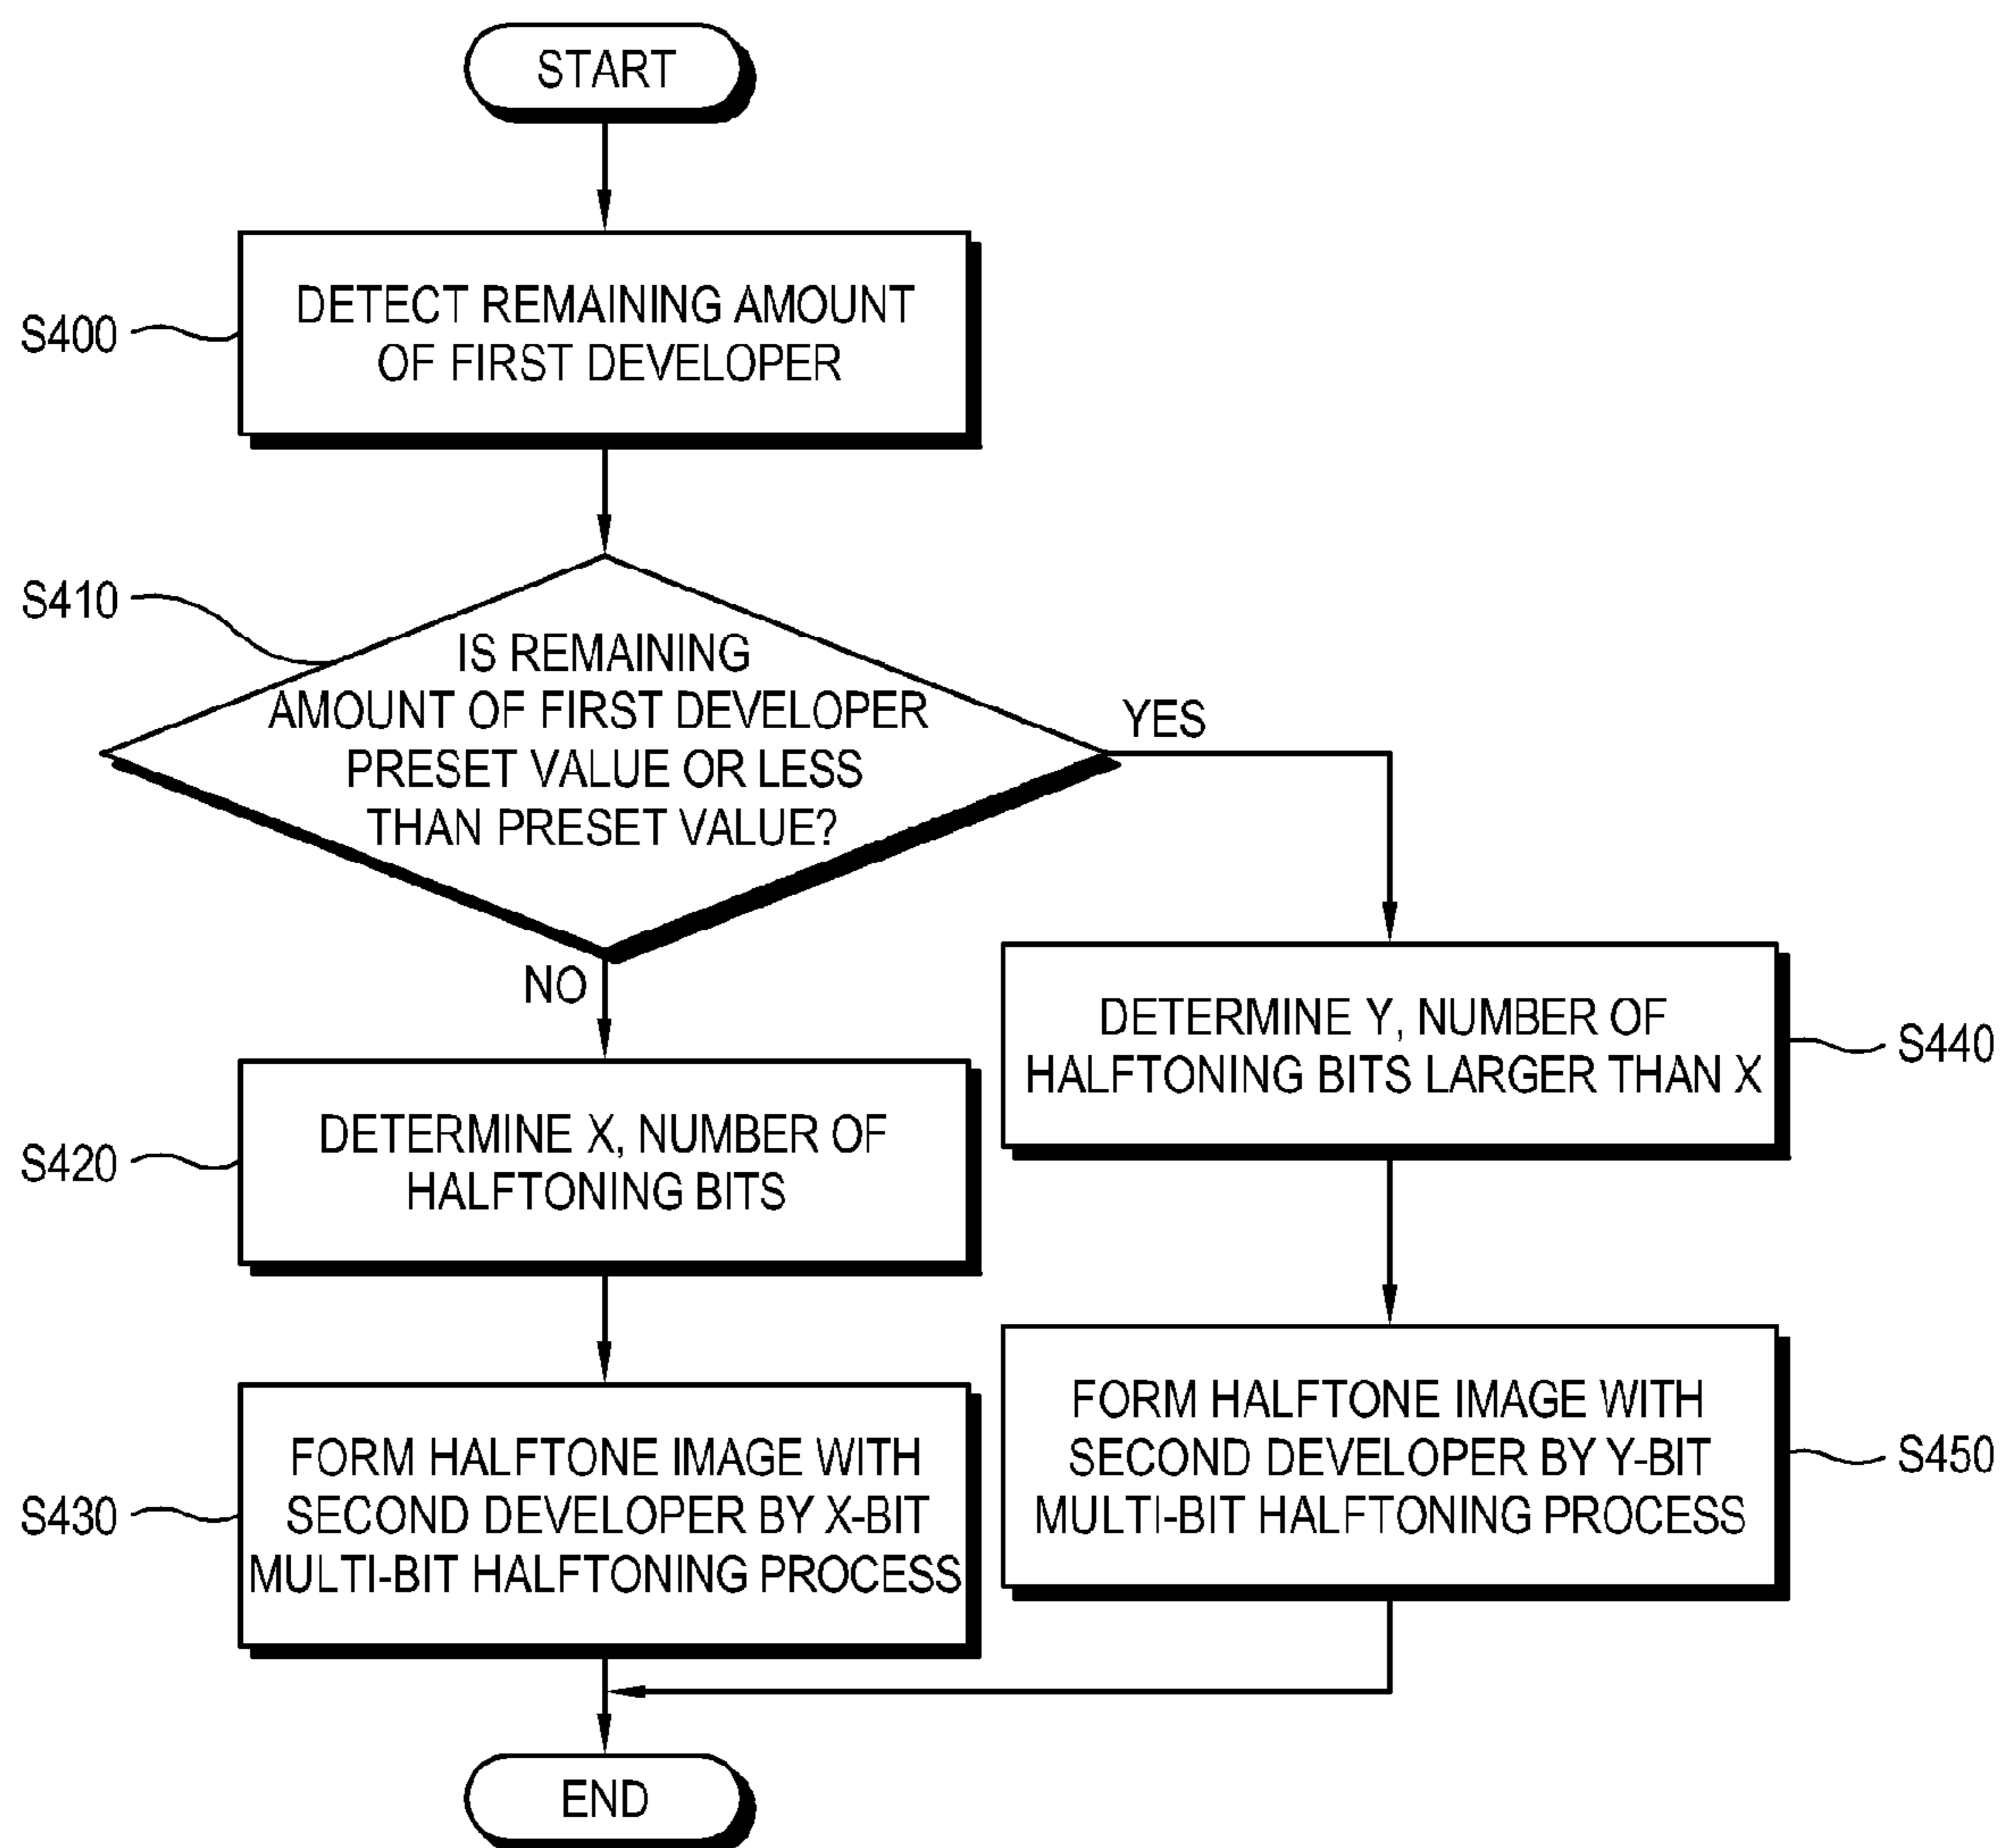 START
S400
DETECT REMAINING AMOUNT
OF FIRST DEVELOPER
S410
IS REMAINING
AMOUNT OF FIRST DEVELOPER
PRESET VALUE OR LESS
THAN PRESET VALUE?
YES
NO
S420
DETERMINE X, NUMBER OF
HALFTONING BITS
S430
FORM HALFTONE IMAGE WITH
SECOND DEVELOPER BY X-BIT
MULTI-BIT HALFTONING PROCESS
DETERMINE Y, NUMBER OF
HALFTONING BITS LARGER THAN X
S440
FORM HALFTONE IMAGE WITH
SECOND DEVELOPER BY Y-BIT
MULTI-BIT HALFTONING PROCESS
S450
END